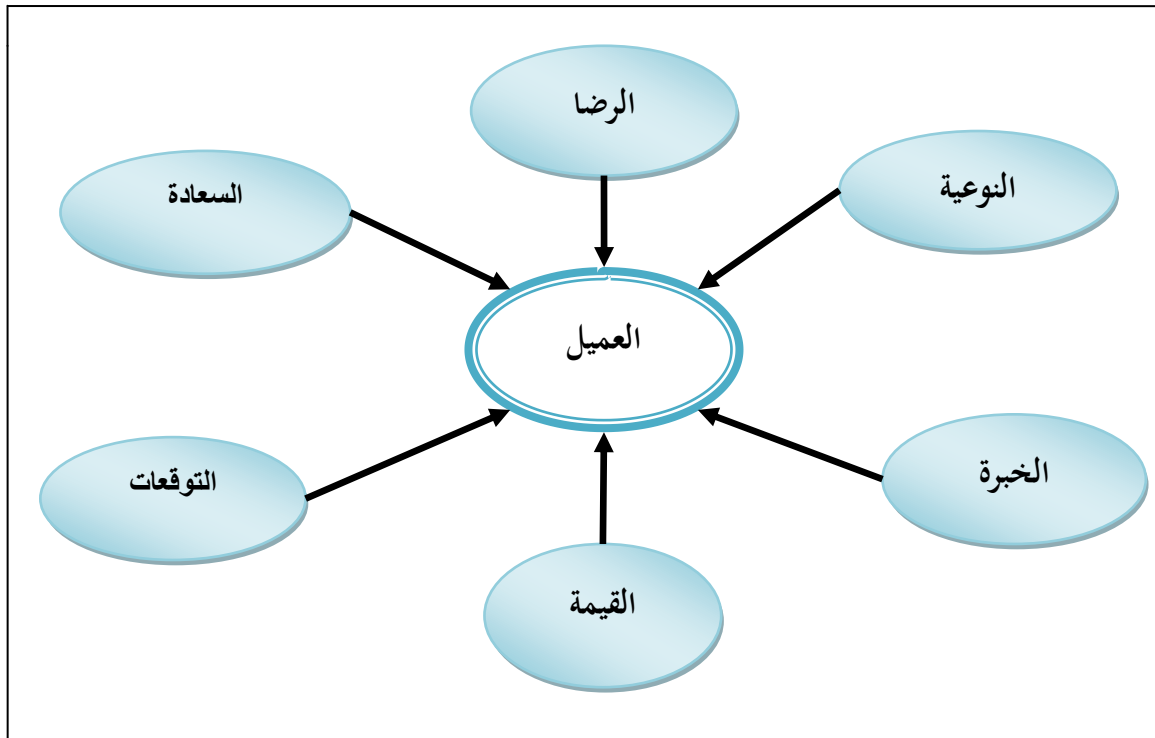 الرضا
النوعية
السعادة
العميل
الخبرة
التوقعات
القيمة